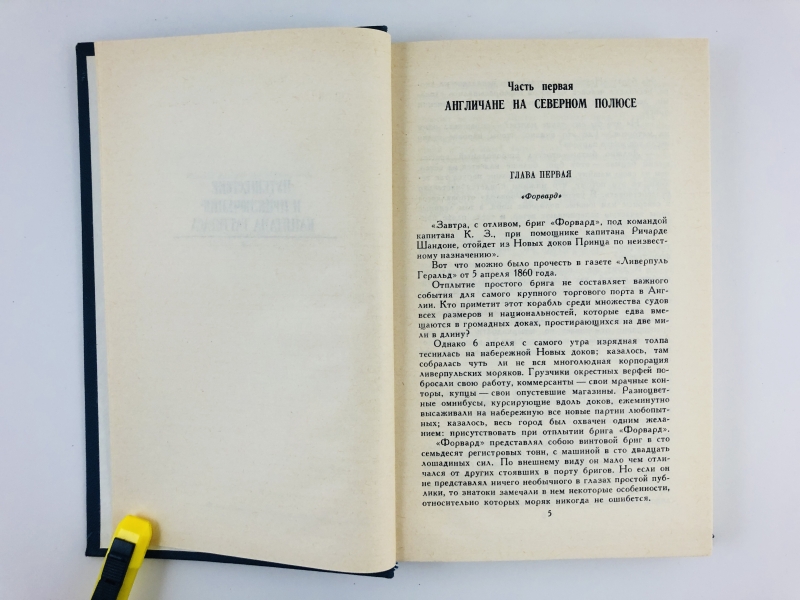 Часть первая
АНГЛИЧАНЕ НА СЕВЕРНОМ ПОЛЮСЕ
ГЛАВА ПЕРВАЯ
«Форвард»
«Завтра, с отливом, бриг «Форвард», под командой
капитана К. З., при помощнике капитана Ричарде
Шандоне, отойдет из Новых доков Принца по неизвест-
ному назначению».
Вот что можно было прочесть в газете «Ливерпуль
Геральд» от 5 апреля 1860 года.
Отплытие простого брига не составляет важного
события для самого крупного торгового порта в Анг-
лии. Кто приметит этот корабль среди множества судов
всех размеров и национальностей, которые едва вме-
щаются в громадных доках, простирающихся на две ми-
ли в длину?
Однако 6 апреля с самого утра изрядная толпа
теснилась на набережной Новых доков; казалось, там
собралась чуть ли не вся многолюдная корпорация
ливерпульских моряков. Грузчики окрестных верфей по-
бросали свою работу, коммерсанты — свои мрачные кон-
торы, купцы — свои опустевшие магазины. Разноцвет-
ные омнибусы, курсирующие вдоль доков, ежеминутно
высаживали на набережную все новые партии любопыт-
ных; казалось, весь город был охвачен одним жела-
нием: присутствовать при отплытии брига «Форвард».
«Форвард» представлял собою винтовой бриг в сто
семьдесят регистровых тонн, с машиной в сто двадцать
лошадиных сил. По внешнему виду он мало чем отли-
чался от других стоявших в порту бригов. Но если он
не представлял ничего необычного в глазах простой пуб-
лики, то знатоки замечали в нем некоторые особенности,
относительно которых моряк никогда не ошибется.
5